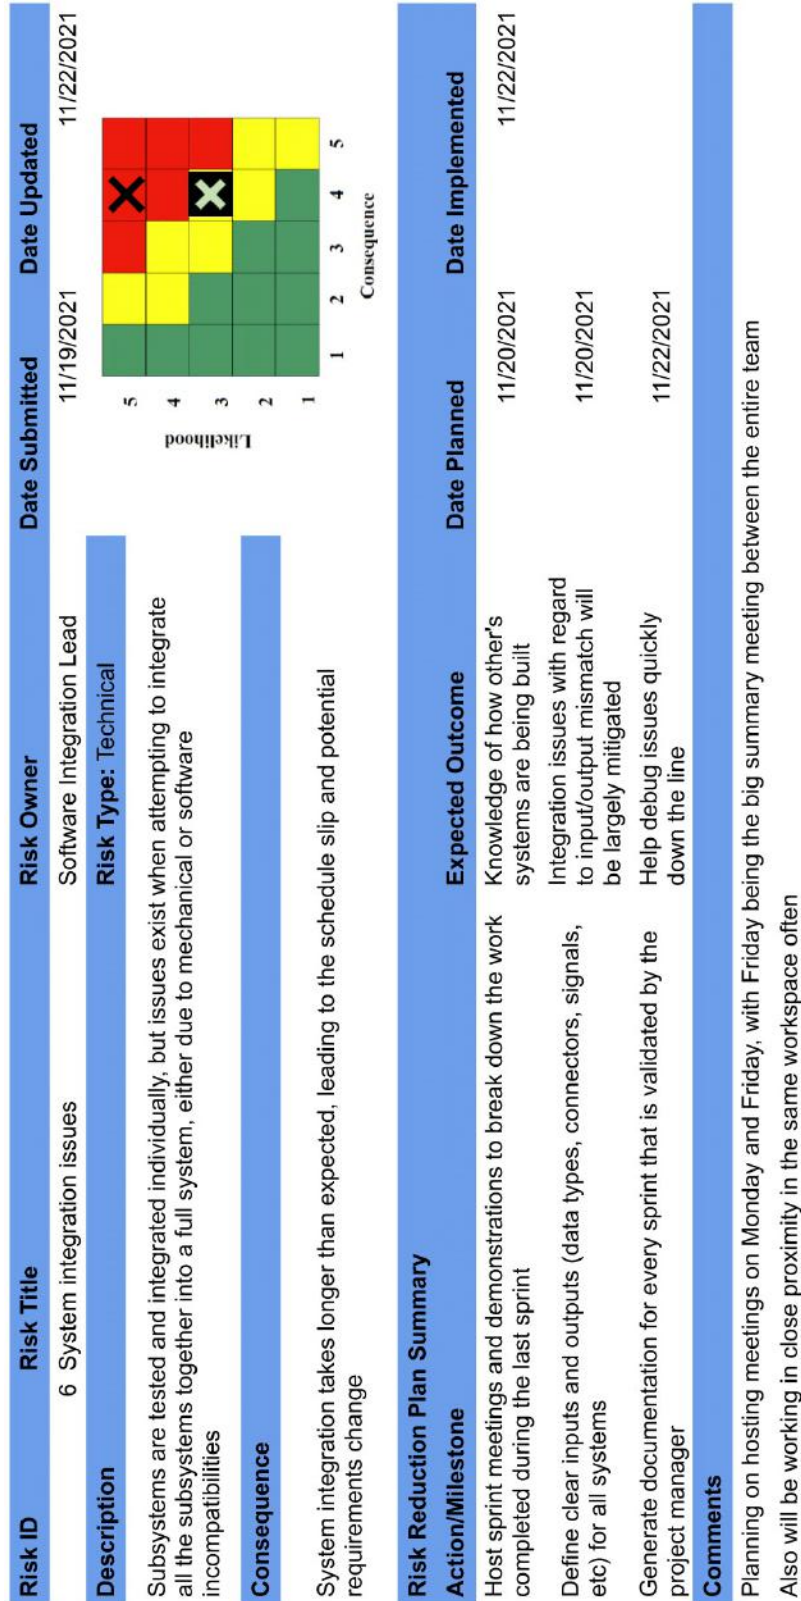 Risk ID Risk Title Risk Owner Date Submitted Date Updated
6 System integration issues Software Integration Lead 11/19/2021 11/22/2021
Description Risk Type: Technical
Subsystems are tested and integrated individually, but issues exist when attempting to integrate
all the subsystems together into a full system, either due to mechanical or software
incompatibilities
Consequence
System integration takes longer than expected, leading to the schedule slip and potential
requirements change
Likelihood
5
4
3
2
1
1 2 3 4 5
Consequence
Risk Reduction Plan Summary
Action/Milestone Expected Outcome Date Planned Date Implemented
Host sprint meetings and demonstrations to break down the work Knowledge of how other's 11/20/2021 11/22/2021
completed during the last sprint systems are being built
Define clear inputs and outputs (data types, connectors, signals, Integration issues with regard 11/20/2021
etc) for all systems to input/output mismatch will
be largely mitigated
Generate documentation for every sprint that is validated by the Help debug issues quickly 11/22/2021
project manager down the line
Comments
Planning on hosting meetings on Monday and Friday, with Friday being the big summary meeting between the entire team
Also will be working in close proximity in the same workspace often